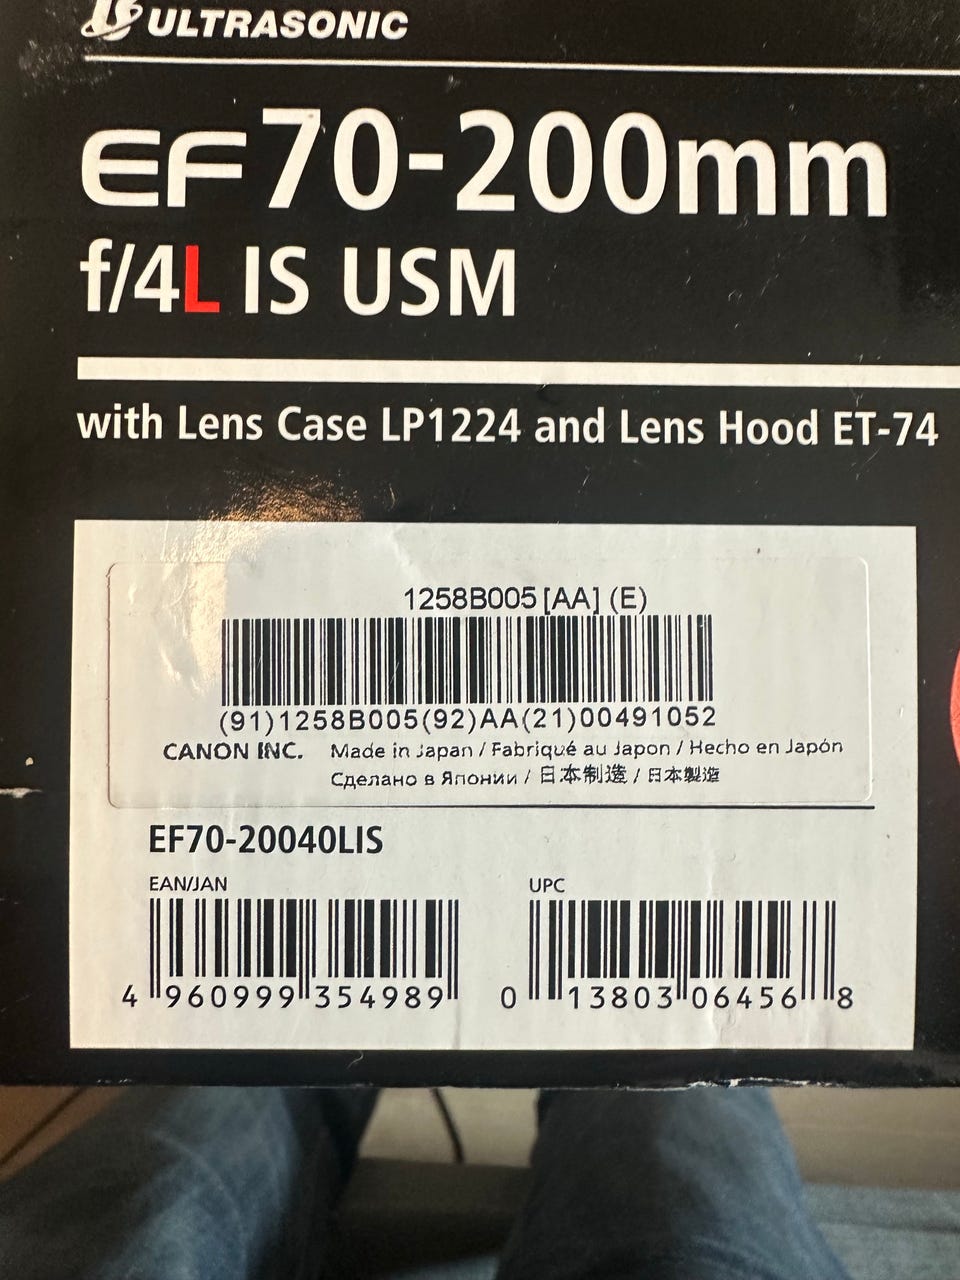 IS ULTRASONIC
EF70-200mm
f/4L IS USM
with Lens Case LP1224 and Lens Hood ET-74
1258B005[AA](E)
(91)1258B005(92)AA(21)00491052
CANON INC. Made in Japan / Fabriqué au Japon / Hecho en Japón
Сделано в Японии / 日本制造 / 日本製造
EF70-20040LIS
EAN/JAN UPC
4 960999 354989 0 13803 06456 8